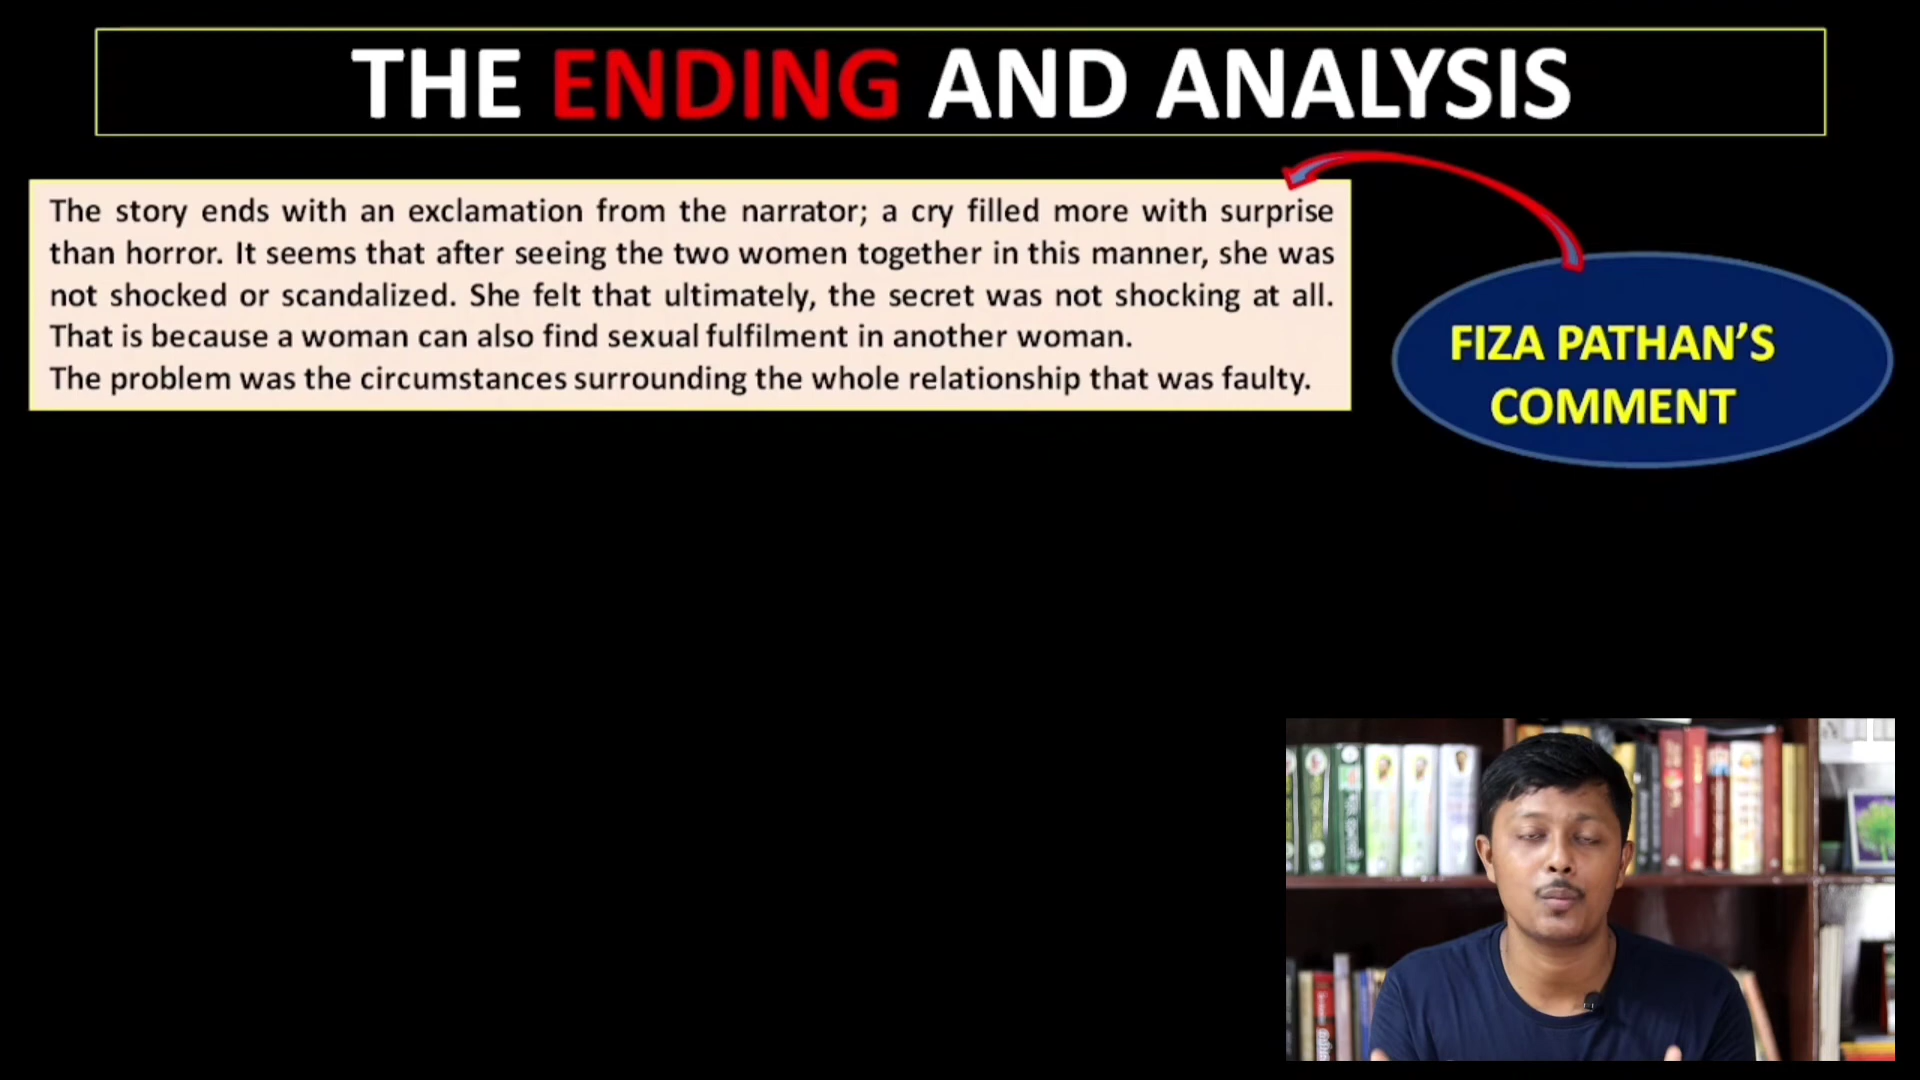 THE ENDING AND ANALYSIS
The story ends with an exclamation from the narrator; a cry filled more with surprise
than horror. It seems that after seeing the two women together in this manner, she was
not shocked or scandalized. She felt that ultimately, the secret was not shocking at all.
That is because a woman can also find sexual fulfilment in another woman.
The problem was the circumstances surrounding the whole relationship that was faulty.
FIZA PATHAN’S
COMMENT